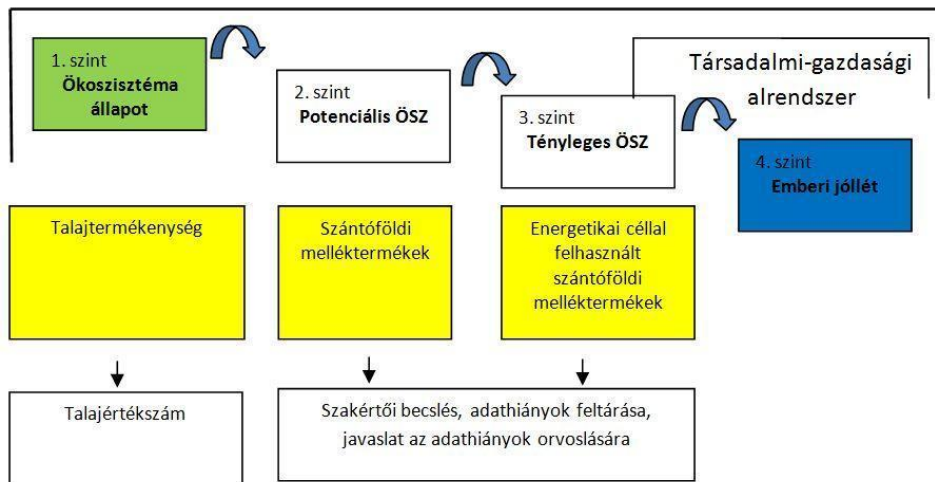 1. szint
Ökoszisztéma
állapot
2. szint
Potenciális ÖSZ
3. szint
Tényleges ÖSZ
Társadalmi-gazdasági
alrendszer
4. szint
Emberi jóllét
Talajtermékenység
Szántóföldi
melléktermékek
Energetikai céllal
felhasznált
szántóföldi
melléktermékek
Talajértékszám
Szakértői becslés, adathiányok feltárása,
javaslat az adathiányok orvoslására